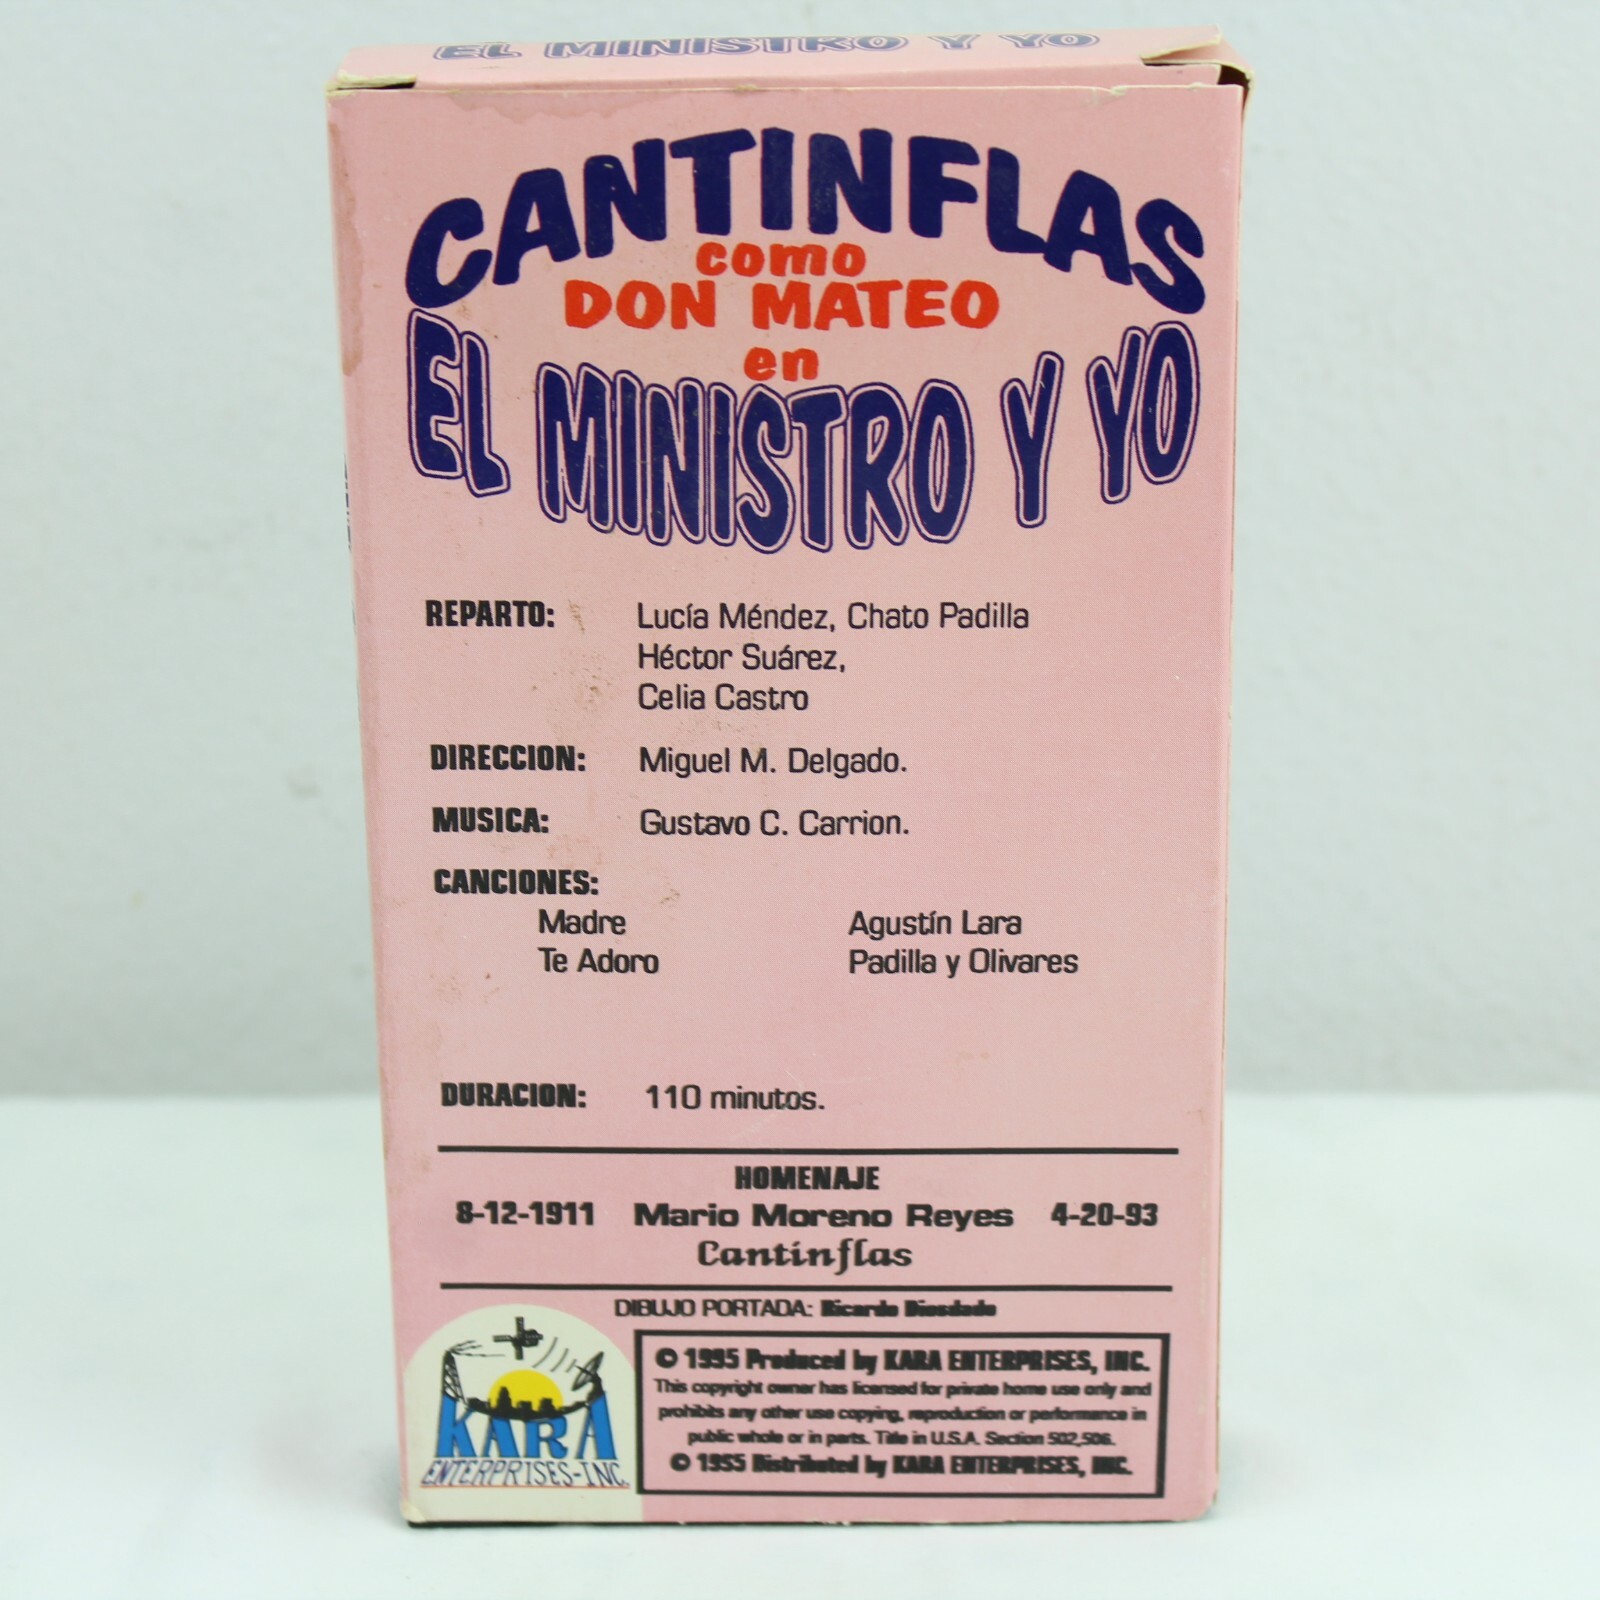 EL MINISTRO Y YO
CANTINFLAS
como
DON MATEO
en
EL MINISTRO Y YO
REPARTO: Lucía Méndez, Chato Padilla
Héctor Suárez,
Celia Castro
DIRECCION: Miguel M. Delgado.
MUSICA: Gustavo C. Carrion.
CANCIONES:
Madre Agustín Lara
Te Adoro Padilla y Olivares
DURACION: 110 minutos.
HOMENAJE
8-12-1911 Mario Moreno Reyes 4-20-93
Cantinflas
DIBUJO PORTADA: Ricardo Diosdado
KARA
ENTERPRISES-INC.
© 1995 Produced by KARA ENTERPRISES, INC.
This copyright owner has licensed for private home use only and
prohibits any other use copying, reproduction or performance in
public whole or in parts. Title in U.S.A. Section 502,506.
© 1955 Distributed by KARA ENTERPRISES, INC.